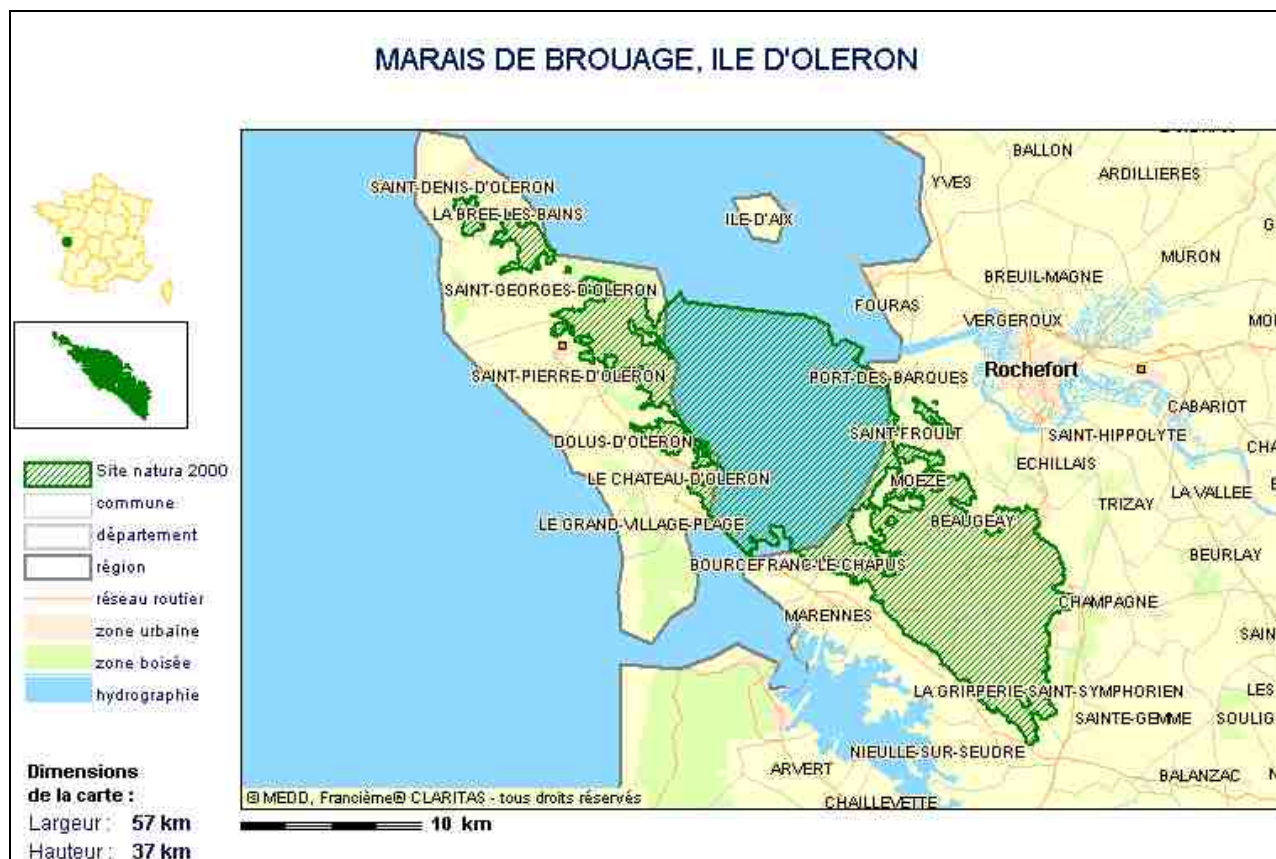 MARAIS DE BROUAGE, ILE D'OLERON
BALLON
ARDILLIERES
YVES
SAINT-DENIS-D'OLERON
LA BREE-LES-BAINS
ILE-D'AIX
MURON
BREUIL-MAGNE
SAINT-GEORGES-D'OLERON
FOURAS
VERGEROUX
SAINT-PIERRE-D'OLERON
PORT-DES-BARQUES
Rochefort
CABARIOT
DOLUS-D'OLERON
SAINT-FROULT
SAINT-HIPPOLYTE
ECHILLAIS
LE CHATEAU-D'OLERON
MOEZE
TRIZAY
LA VALLEE
LE GRAND-VILLAGE-PLAGE
BEAUGEAY
BEURLAY
BOURCEFRANC-LE-CHAPUS
MARENNES
CHAMPAGNE
LA GRIPPERIE-SAINT-SYMPHORIEN
SAINTE-GEMME
NIEULLE-SUR-SEUDRE
ARVERT
BALANZAC
CHAILLEVETTE
Site natura 2000
commune
département
région
réseau routier
zone urbaine
zone boisée
hydrographie
© MEDD, Francième® CLARITAS - tous droits réservés
10 km
Dimensions
de la carte :
Largeur : 57 km
Hauteur : 37 km